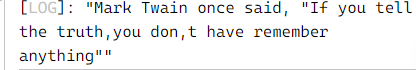 [LOG]: "Mark Twain once said, "If you tell
the truth,you don,t have remember
anything""